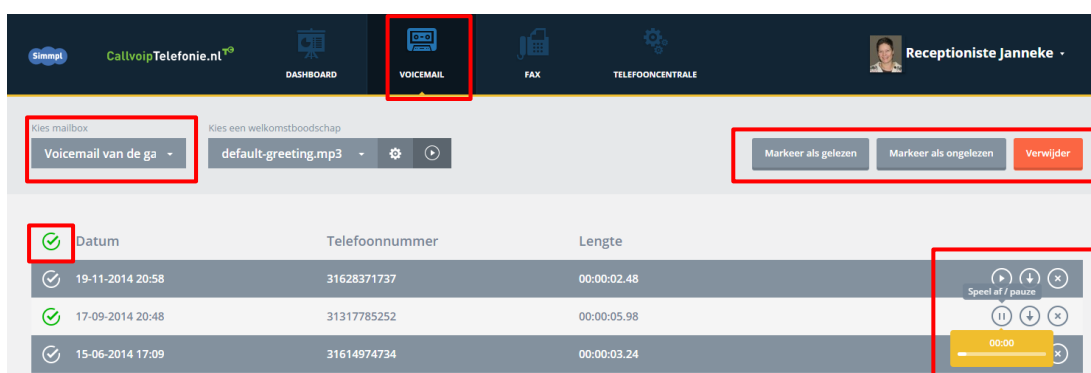 Simmpl
CallvoipTelefonie.nl TC
DASHBOARD
VOICEMAIL
FAX
TELEFOONCENTRALE
Receptioniste Janneke
Kies mailbox
Kies een welkomstboodschap
Voicemail van de ga
default-greeting.mp3
Markeer als gelezen
Markeer als ongelezen
Verwijder
Datum Telefoonnummer Lengte
19-11-2014 20:58 31628371737 00:00:02.48
Speel af / pauze
17-09-2014 20:48 31317785252 00:00:05.98
15-06-2014 17:09 31614974734 00:00:03.24
00:00